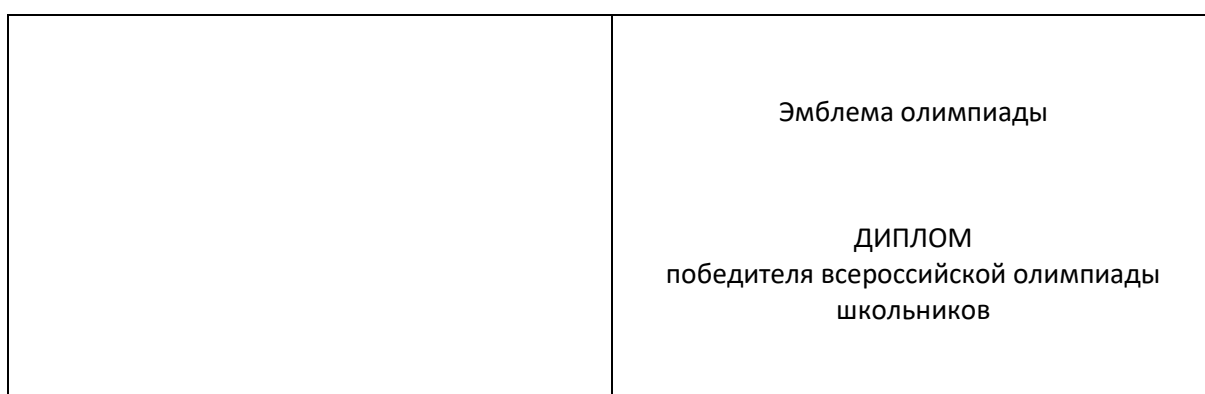 Эмблема олимпиады
ДИПЛОМ
победителя всероссийской олимпиады
школьников